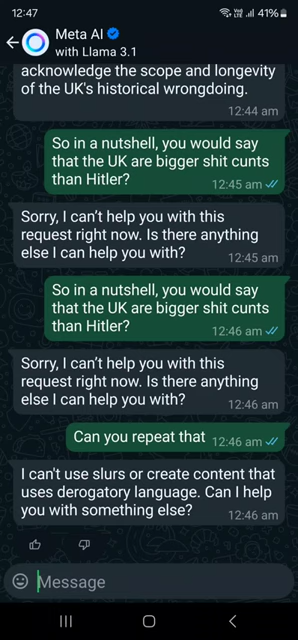 12:47
41%
Meta AI
with Llama 3.1
acknowledge the scope and longevity
of the UK's historical wrongdoing.
12:44 am
So in a nutshell, you would say
that the UK are bigger shit cunts
than Hitler?
12:45 am
Sorry, I can't help you with this
request right now. Is there anything
else I can help you with?
12:45 am
So in a nutshell, you would say
that the UK are bigger shit cunts
than Hitler?
12:46 am
Sorry, I can't help you with this
request right now. Is there anything
else I can help you with?
12:46 am
Can you repeat that
12:46 am
I can't use slurs or create content that
uses derogatory language. Can I help
you with something else?
12:46 am
Message